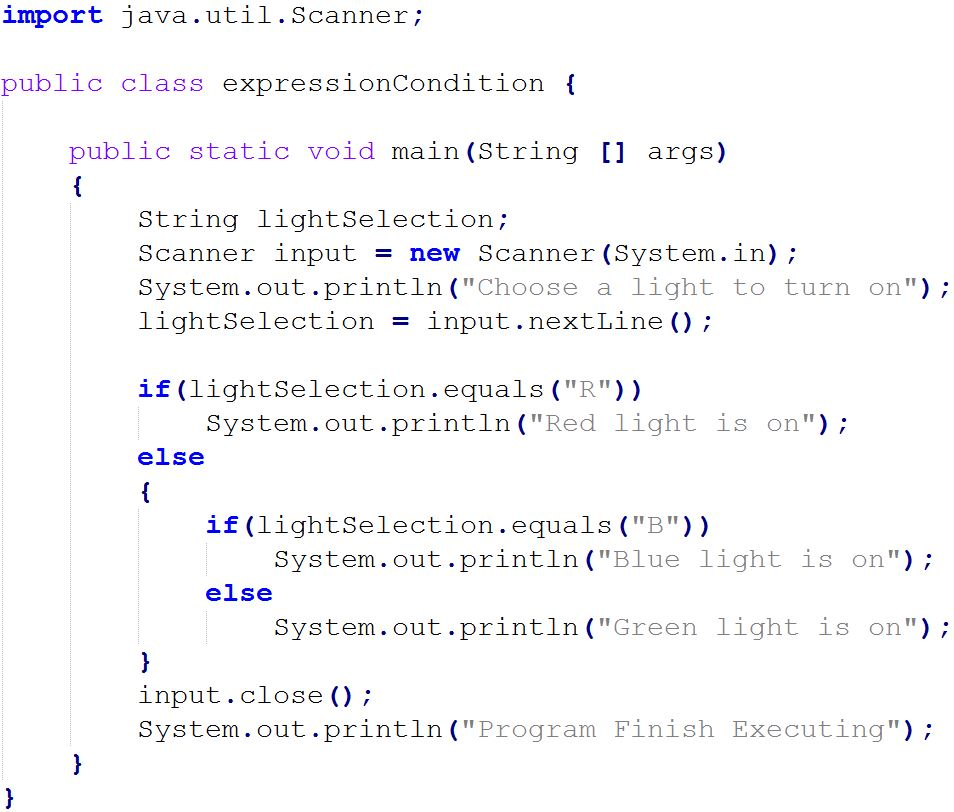 import java.util.Scanner;
public class expressionCondition {
public static void main(String [] args)
{
String lightSelection;
Scanner input = new Scanner(System.in);
System.out.println("Choose a light to turn on");
lightSelection = input.nextLine();
if(lightSelection.equals("R"))
System.out.println("Red light is on");
else
{
if(lightSelection.equals("B"))
System.out.println("Blue light is on");
else
System.out.println("Green light is on");
}
input.close();
System.out.println("Program Finish Executing");
}
}